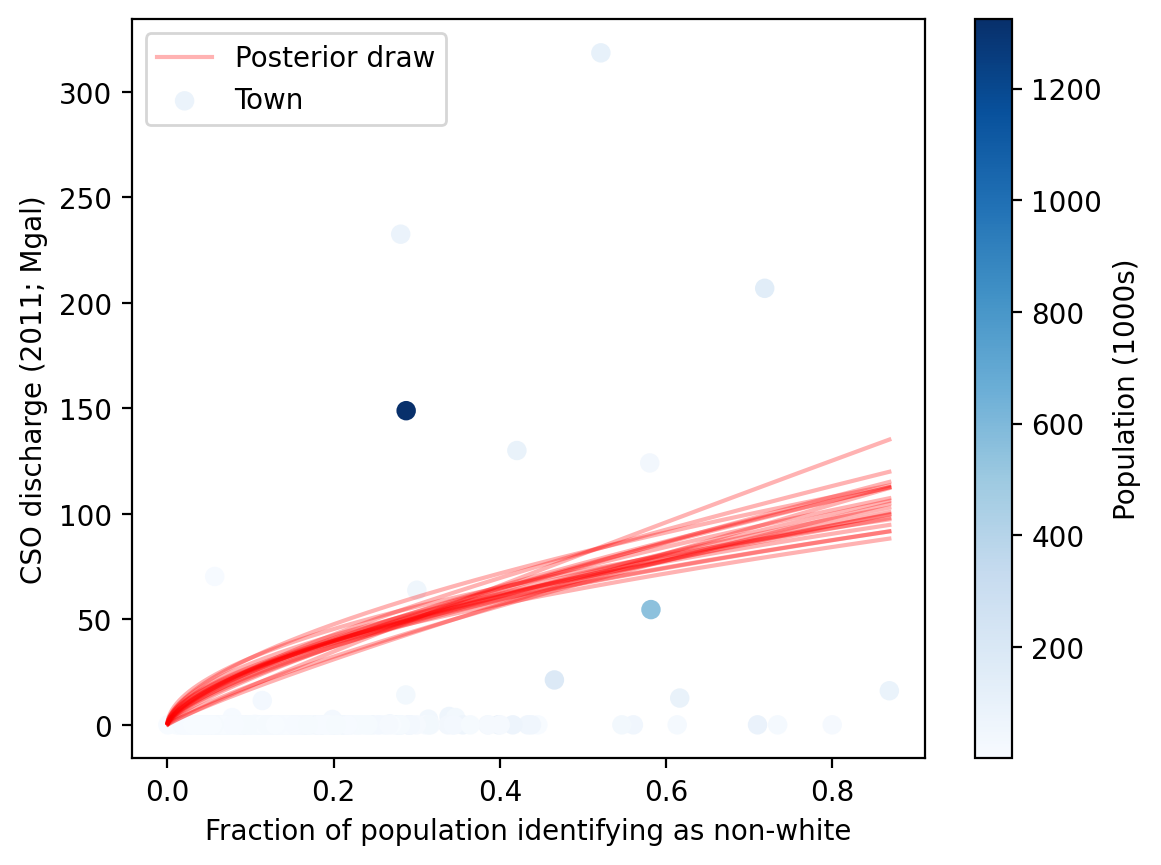 Posterior draw
Town
CSO discharge (2011; Mgal)
300
250
200
150
100
50
0
0.0 0.2 0.4 0.6 0.8
Fraction of population identifying as non-white
1200
1000
800
600
400
200
Population (1000s)